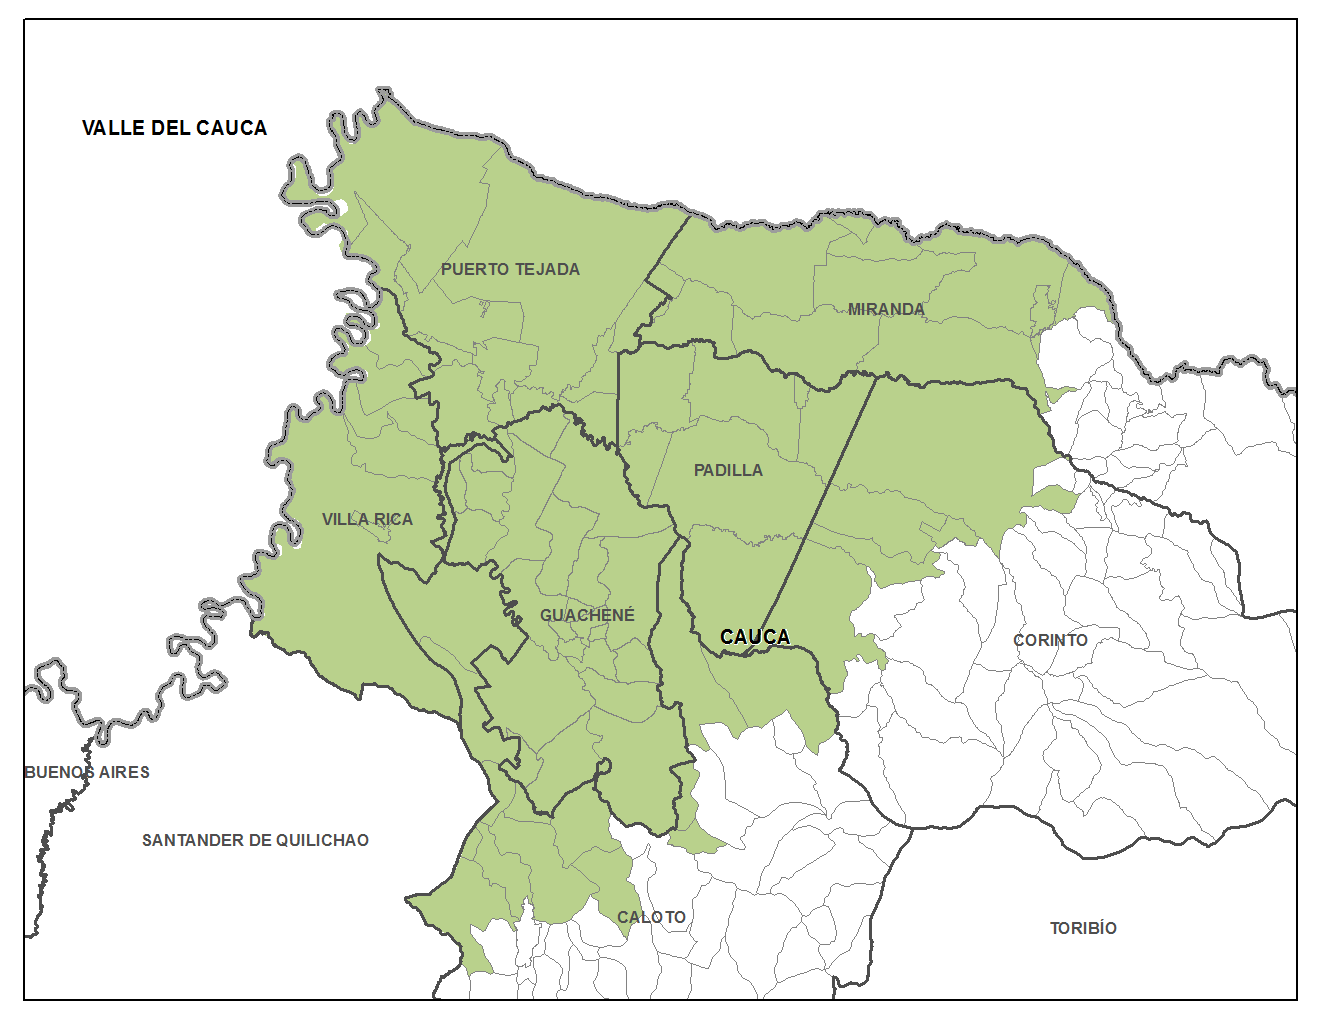 VALLE DEL CAUCA
PUERTO TEJADA
MIRANDA
PADILLA
VILLA RICA
GUACHENÉ
CAUCA
CORINTO
BUENOS AIRES
SANTANDER DE QUILICHAO
CALOTO
TORIBÍO